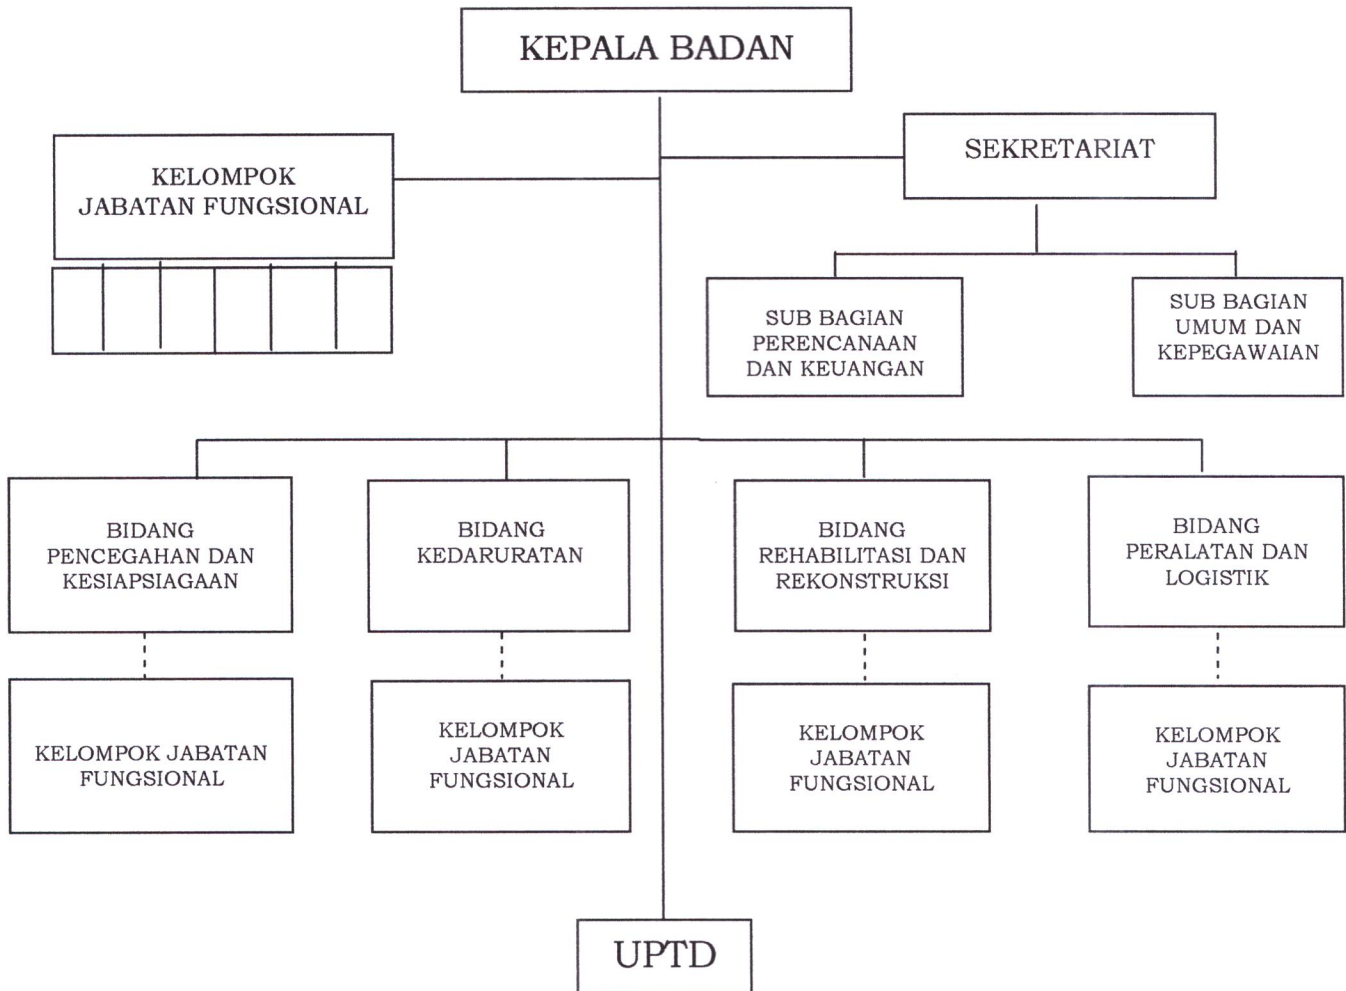 KEPALA BADAN
SEKRETARIAT
KELOMPOK
JABATAN FUNGSIONAL
SUB BAGIAN
PERENCANAAN
DAN KEUANGAN
SUB BAGIAN
UMUM DAN
KEPEGAWAIAN
BIDANG
PENCEGAHAN DAN
KESIAPSIAGAAN
BIDANG
KEDARURATAN
BIDANG
REHABILITASI DAN
REKONSTRUKSI
BIDANG
PERALATAN DAN
LOGISTIK
KELOMPOK JABATAN
FUNGSIONAL
KELOMPOK
JABATAN
FUNGSIONAL
KELOMPOK
JABATAN
FUNGSIONAL
KELOMPOK
JABATAN
FUNGSIONAL
UPTD